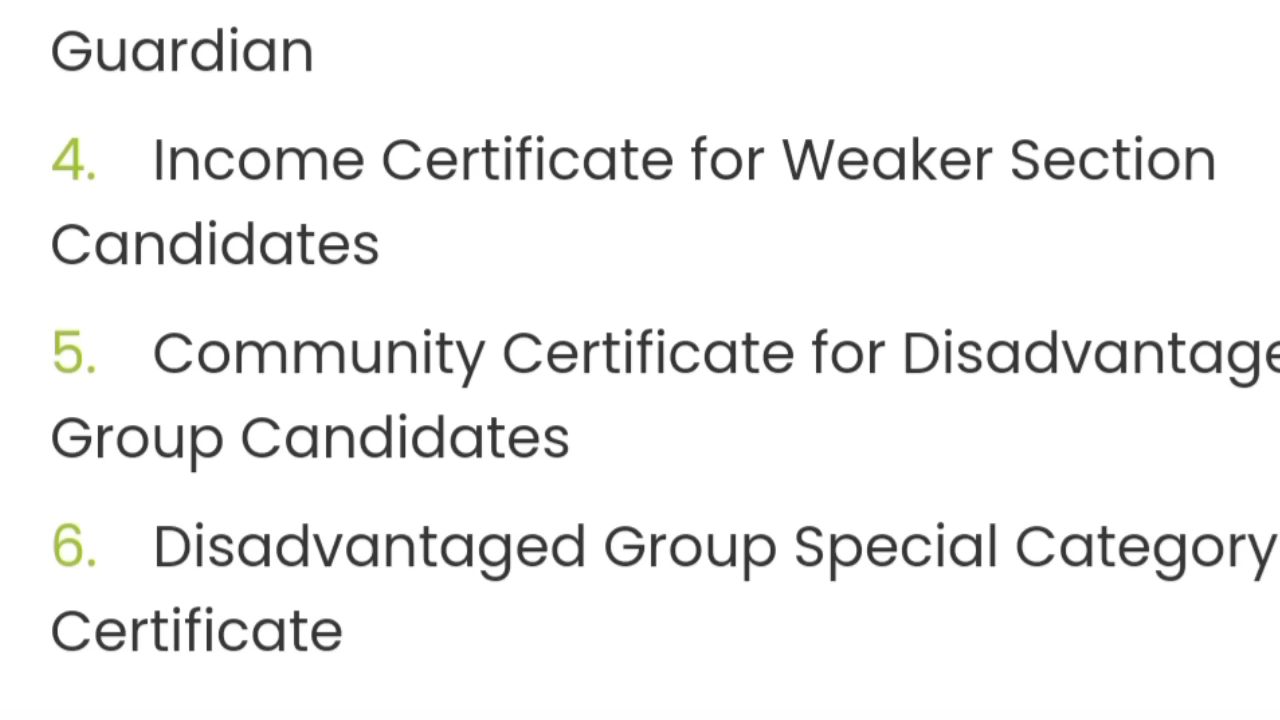 Guardian
4. Income Certificate for Weaker Section
Candidates
5. Community Certificate for Disadvantage
Group Candidates
6. Disadvantaged Group Special Category
Certificate